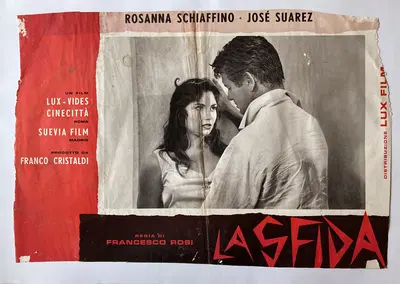 ROSANNA SCHIAFFINO · JOSÉ SUAREZ
UN FILM
LUX-VIDES
CINECITTÀ
ROMA
SUEVIA FILM
MADRID
PRODOTTO DA
FRANCO CRISTALDI
DISTRIBUZIONE LUX FILM
REGIA DI
FRANCESCO ROSI
LA SFIDA